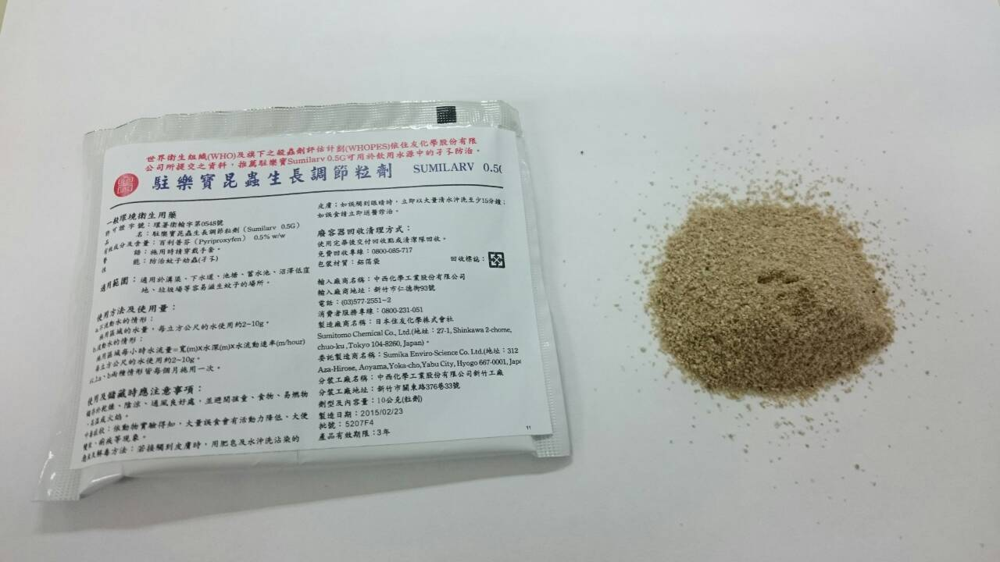 世界衛生組織(WHO)及旗下之殺蟲劑評估計劃(WHOPES)依住友化學股份有限
公司所提交之資料，推薦駐樂寶Sumilarv 0.5G可用於飲用水源中的孑孓防治。
駐樂寶昆蟲生長調節粒劑 SUMILARV 0.5G
一般環境衛生用藥
許可證字號：環署衛輸字第0548號
品名：駐樂寶昆蟲生長調節粒劑（Sumilarv 0.5G）
有效成分及含量：百利普芬（Pyriproxyfen） 0.5% w/w
警語：施用時請穿戴手套。
性能：防治蚊子幼蟲(孑孓)
適用範圍：適用於溝渠、下水道、池塘、蓄水池、沼澤低窪
地、垃圾場等容易滋生蚊子的場所。
使用方法及使用量：
a.不流動水的情形：
施用區域的水量，每立方公尺的水使用約2~10g。
b.流動水的情形：
施用區域每小時水流量=寬(m)X水深(m)X水流動速率(m/hour)
每立方公尺的水使用約2~10g。
以上a、b兩種情形皆每個月施用一次。
使用及儲藏時應注意事項：
儲存於乾燥、陰涼、通風良好處，並避開孩童、食物、易燃物
、高溫或火焰。
中毒症狀：依動物實驗得知，大量誤食會有活動力降低、大便
變軟、痢疾等現象。
急救及解毒方法：若接觸到皮膚時，用肥皂及水沖洗沾染的
皮膚；如誤觸到眼睛時，立即以大量清水沖洗至少15分鐘；
如誤食請立即送醫診治。
廢容器回收清理方式：
使用完畢後交付回收點或清潔隊回收。
免費回收專線：0800-085-717
包裝材質：鋁箔袋 回收標誌：
輸入廠商名稱：中西化學工業股份有限公司
輸入廠商地址：新竹市仁德街93號
電話：(03)577-2551~2
消費者服務專線：0800-231-051
製造廠商名稱：日本住友化學株式會社
Sumitomo Chemical Co., Ltd.(地址：27-1, Shinkawa 2-chome,
chuo-ku ,Tokyo 104-8260, Japan)。
委託製造商名稱：Sumika Enviro-Science Co. Ltd.(地址：312
Aza-Hirose, Aoyama,Yoka-cho,Yabu City, Hyogo 667-0001, Japa
分裝工廠名稱：中西化學工業股份有限公司新竹工廠
分裝工廠地址：新竹市關東路376巷33號
劑型及內容量：10公克(粒劑)
製造日期：2015/02/23
批號：5207F4
產品有效期限：3年
11